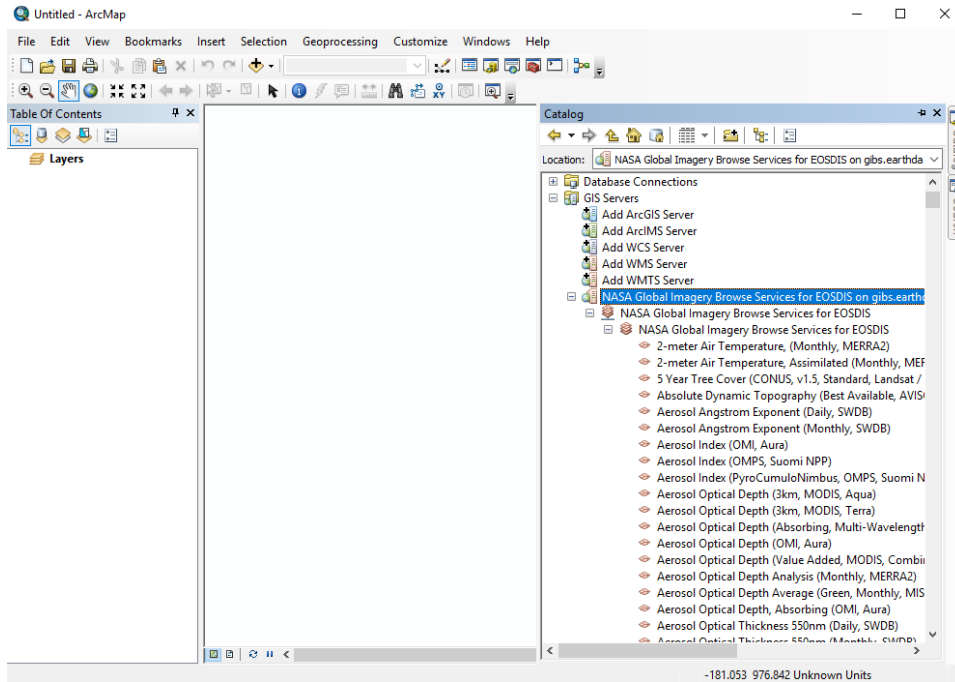 Untitled - ArcMap
File Edit View Bookmarks Insert Selection Geoprocessing Customize Windows Help
Table Of Contents
Layers
Catalog
Location: NASA Global Imagery Browse Services for EOSDIS on gibs.earthda
Database Connections
GIS Servers
Add ArcGIS Server
Add ArcIMS Server
Add WCS Server
Add WMS Server
Add WMTS Server
NASA Global Imagery Browse Services for EOSDIS on gibs.earthd
NASA Global Imagery Browse Services for EOSDIS
NASA Global Imagery Browse Services for EOSDIS
2-meter Air Temperature, (Monthly, MERRA2)
2-meter Air Temperature, Assimilated (Monthly, MER
5 Year Tree Cover (CONUS, v1.5, Standard, Landsat /
Absolute Dynamic Topography (Best Available, AVIS
Aerosol Angstrom Exponent (Daily, SWDB)
Aerosol Angstrom Exponent (Monthly, SWDB)
Aerosol Index (OMI, Aura)
Aerosol Index (OMPS, Suomi NPP)
Aerosol Index (PyroCumuloNimbus, OMPS, Suomi N
Aerosol Optical Depth (3km, MODIS, Aqua)
Aerosol Optical Depth (3km, MODIS, Terra)
Aerosol Optical Depth (Absorbing, Multi-Wavelength
Aerosol Optical Depth (OMI, Aura)
Aerosol Optical Depth (Value Added, MODIS, Combi
Aerosol Optical Depth Analysis (Monthly, MERRA2)
Aerosol Optical Depth Average (Green, Monthly, MIS
Aerosol Optical Depth, Absorbing (OMI, Aura)
Aerosol Optical Thickness 550nm (Daily, SWDB)
Aerosol Optical Thickness 550nm (Monthly, SWDB)
-181.053 976.842 Unknown Units